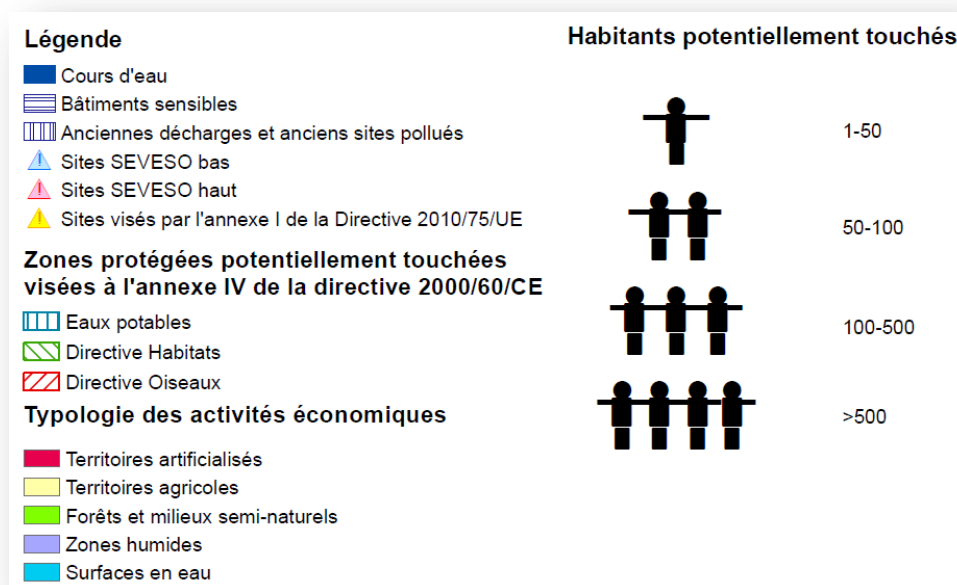 Légende
Cours d'eau
Bâtiments sensibles
Anciennes décharges et anciens sites pollués
Sites SEVESO bas
Sites SEVESO haut
Sites visés par l'annexe I de la Directive 2010/75/UE
Zones protégées potentiellement touchées
visées à l'annexe IV de la directive 2000/60/CE
Eaux potables
Directive Habitats
Directive Oiseaux
Typologie des activités économiques
Territoires artificialisés
Territoires agricoles
Forêts et milieux semi-naturels
Zones humides
Surfaces en eau
Habitants potentiellement touchés
1-50
50-100
100-500
>500